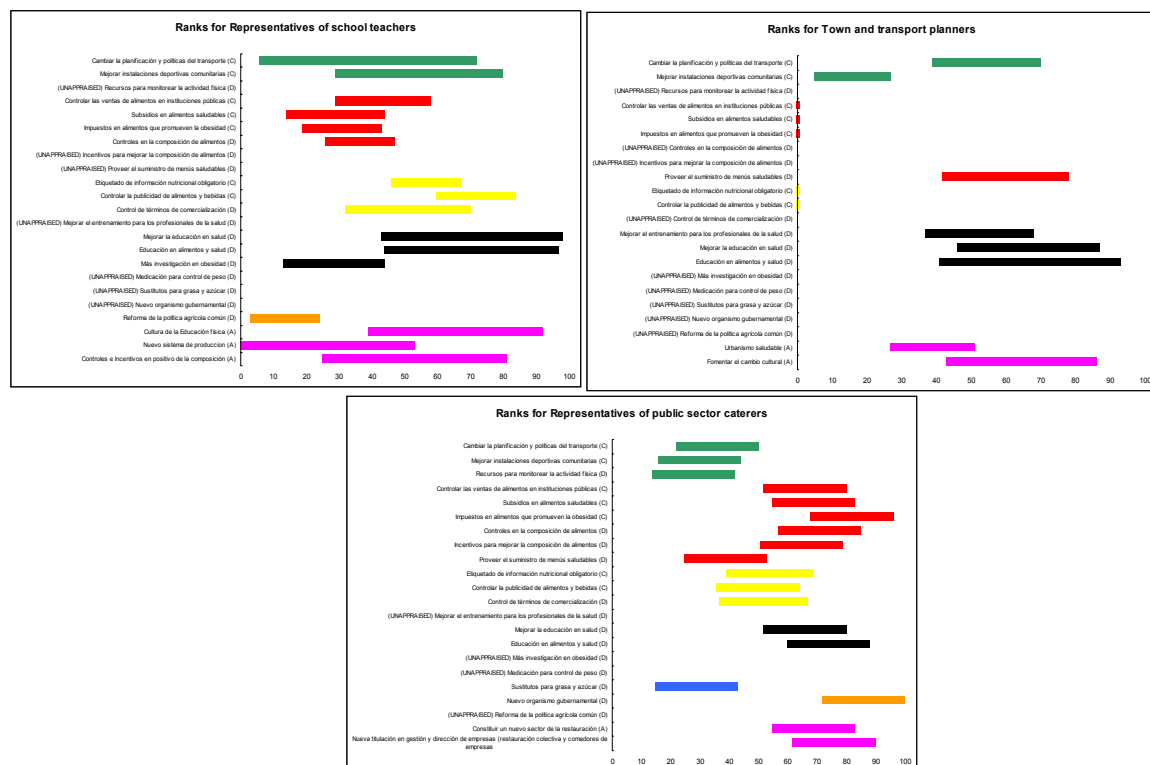 Ranks for Representatives of school teachers
Cambiar la planificación y políticas del transporte (C)
Mejorar instalaciones deportivas comunitarias (C)
(UNAPPRAISED) Recursos para monitorear la actividad física (D)
Controlar las ventas de alimentos en instituciones públicas (C)
Subsidios en alimentos saludables (C)
Impuestos en alimentos que promueven la obesidad (C)
Controles en la composición de alimentos (D)
(UNAPPRAISED) Incentivos para mejorar la composición de alimentos (D)
(UNAPPRAISED) Proveer el suministro de menús saludables (D)
Etiquetado de información nutricional obligatorio (C)
Controlar la publicidad de alimentos y bebidas (C)
Control de términos de comercialización (D)
(UNAPPRAISED) Mejorar el entrenamiento para los profesionales de la salud (D)
Mejorar la educación en salud (D)
Educación en alimentos y salud (D)
Más investigación en obesidad (D)
(UNAPPRAISED) Medicación para control de peso (D)
(UNAPPRAISED) Sustitutos para grasa y azúcar (D)
(UNAPPRAISED) Nuevo organismo gubernamental (D)
Reforma de la política agrícola común (D)
Cultura de la Educación física (A)
Nuevo sistema de produccion (A)
Controles e Incentivos en positivo de la composición (A)
0 10 20 30 40 50 60 70 80 90 100
Ranks for Town and transport planners
Cambiar la planificación y políticas del transporte (C)
Mejorar instalaciones deportivas comunitarias (C)
(UNAPPRAISED) Recursos para monitorear la actividad física (D)
Controlar las ventas de alimentos en instituciones públicas (C)
Subsidios en alimentos saludables (C)
Impuestos en alimentos que promueven la obesidad (C)
(UNAPPRAISED) Controles en la composición de alimentos (D)
(UNAPPRAISED) Incentivos para mejorar la composición de alimentos (D)
Proveer el suministro de menús saludables (D)
Etiquetado de información nutricional obligatorio (C)
Controlar la publicidad de alimentos y bebidas (C)
(UNAPPRAISED) Control de términos de comercialización (D)
Mejorar el entrenamiento para los profesionales de la salud (D)
Mejorar la educación en salud (D)
Educación en alimentos y salud (D)
(UNAPPRAISED) Más investigación en obesidad (D)
(UNAPPRAISED) Medicación para control de peso (D)
(UNAPPRAISED) Sustitutos para grasa y azúcar (D)
(UNAPPRAISED) Nuevo organismo gubernamental (D)
(UNAPPRAISED) Reforma de la política agrícola común (D)
Urbanismo saludable (A)
Fomentar el cambio cultural (A)
0 10 20 30 40 50 60 70 80 90 100
Ranks for Representatives of public sector caterers
Cambiar la planificación y políticas del transporte (C)
Mejorar instalaciones deportivas comunitarias (C)
Recursos para monitorear la actividad física (D)
Controlar las ventas de alimentos en instituciones públicas (C)
Subsidios en alimentos saludables (C)
Impuestos en alimentos que promueven la obesidad (C)
Controles en la composición de alimentos (D)
Incentivos para mejorar la composición de alimentos (D)
Proveer el suministro de menús saludables (D)
Etiquetado de información nutricional obligatorio (C)
Controlar la publicidad de alimentos y bebidas (C)
Control de términos de comercialización (D)
(UNAPPRAISED) Mejorar el entrenamiento para los profesionales de la salud (D)
Mejorar la educación en salud (D)
Educación en alimentos y salud (D)
(UNAPPRAISED) Más investigación en obesidad (D)
(UNAPPRAISED) Medicación para control de peso (D)
Sustitutos para grasa y azúcar (D)
Nuevo organismo gubernamental (D)
(UNAPPRAISED) Reforma de la política agrícola común (D)
Constituir un nuevo sector de la restauración (A)
Nueva titulación en gestión y dirección de empresas (restauración colectiva y comedores de
empresas
0 10 20 30 40 50 60 70 80 90 100